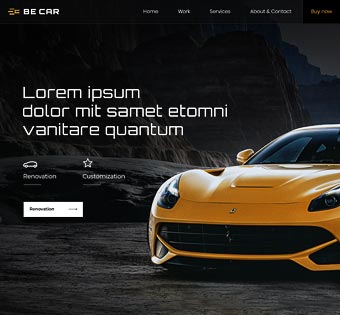 BE CAR
Home Work Services About & Contact Buy now
Lorem ipsum
dolor mit samet etomni
vanitare quantum
Renovation Customization
Renovation